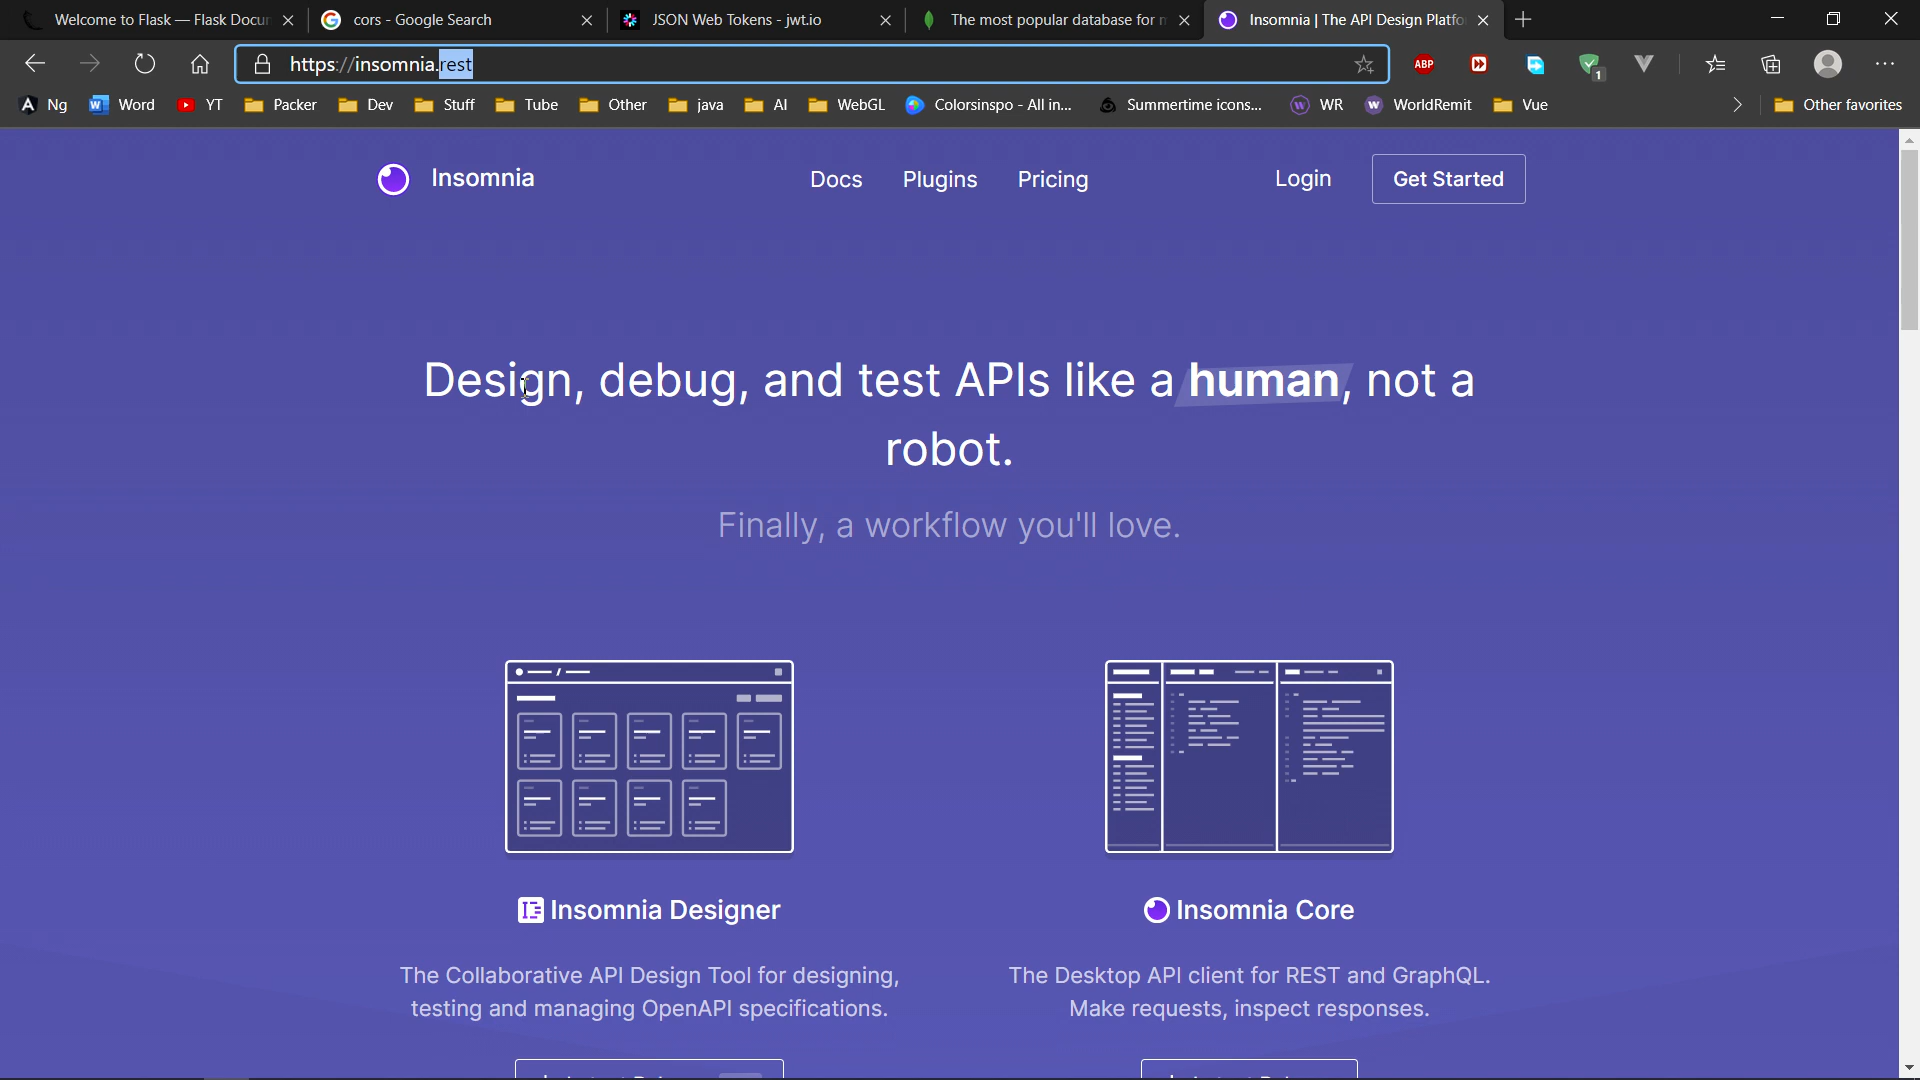 Welcome to Flask — Flask Docu
cors - Google Search
JSON Web Tokens - jwt.io
The most popular database for m
Insomnia | The API Design Platfo
https://insomnia.rest
ABP
1
Ng
Word
YT
Packer
Dev
Stuff
Tube
Other
java
AI
WebGL
Colorsinspo - All in...
Summertime icons...
WR
WorldRemit
Vue
Other favorites
Insomnia
Docs
Plugins
Pricing
Login
Get Started
Design, debug, and test APIs like a human, not a
robot.
Finally, a workflow you'll love.
Insomnia Designer
Insomnia Core
The Collaborative API Design Tool for designing,
testing and managing OpenAPI specifications.
The Desktop API client for REST and GraphQL.
Make requests, inspect responses.